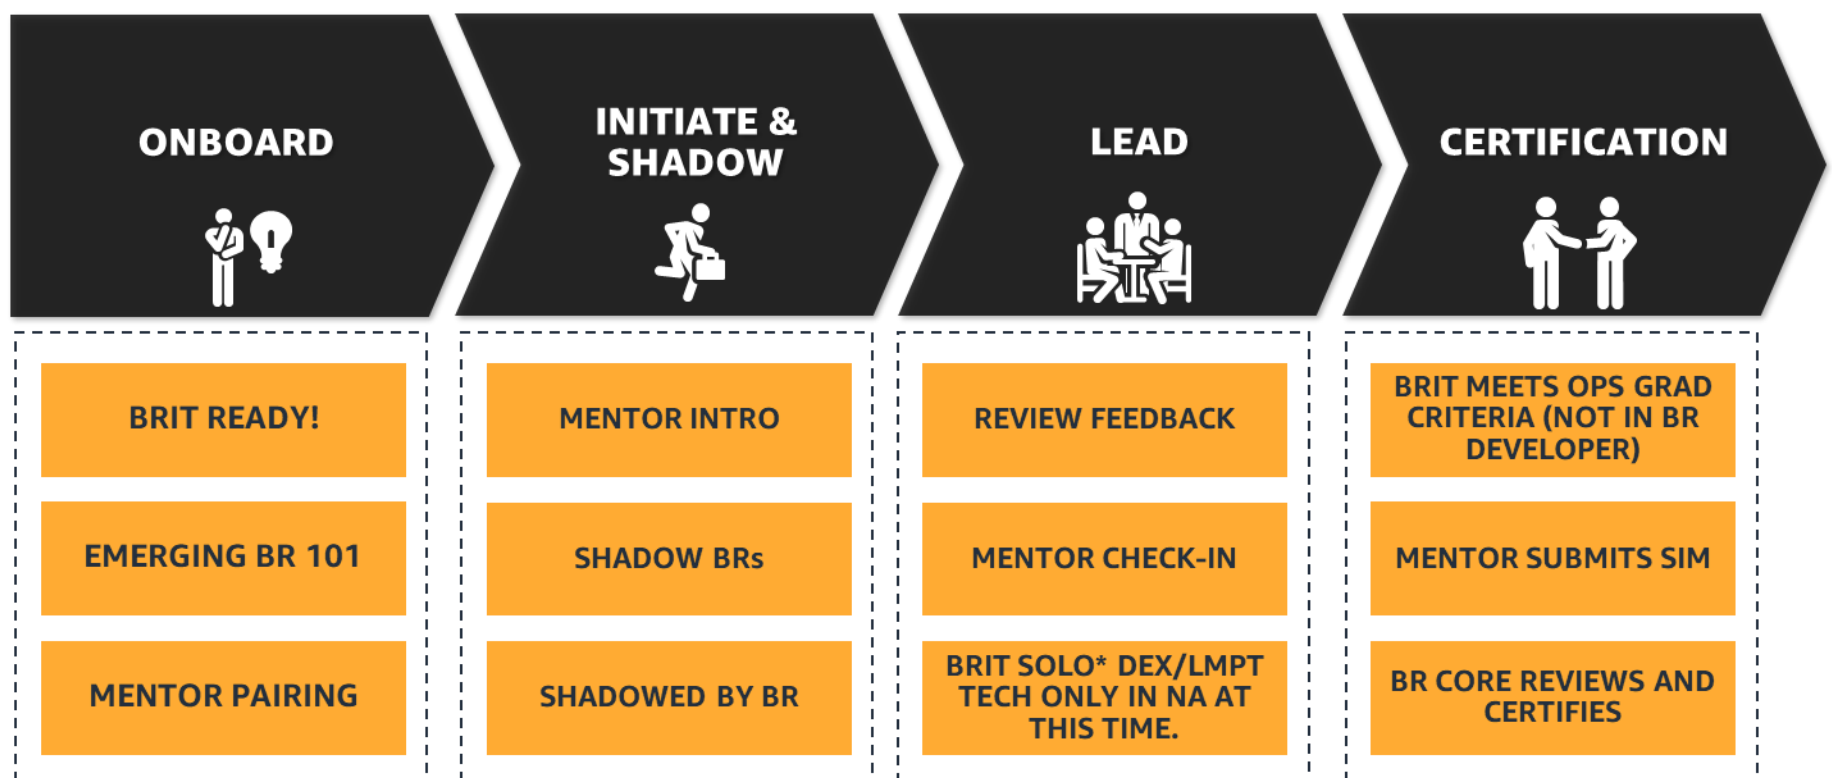 ONBOARD
INITIATE &
SHADOW
LEAD
CERTIFICATION
BRIT READY!
EMERGING BR 101
MENTOR PAIRING
MENTOR INTRO
SHADOW BRs
SHADOWED BY BR
REVIEW FEEDBACK
MENTOR CHECK-IN
BRIT SOLO* DEX/LMPT
TECH ONLY IN NA AT
THIS TIME.
BRIT MEETS OPS GRAD
CRITERIA (NOT IN BR
DEVELOPER)
MENTOR SUBMITS SIM
BR CORE REVIEWS AND
CERTIFIES